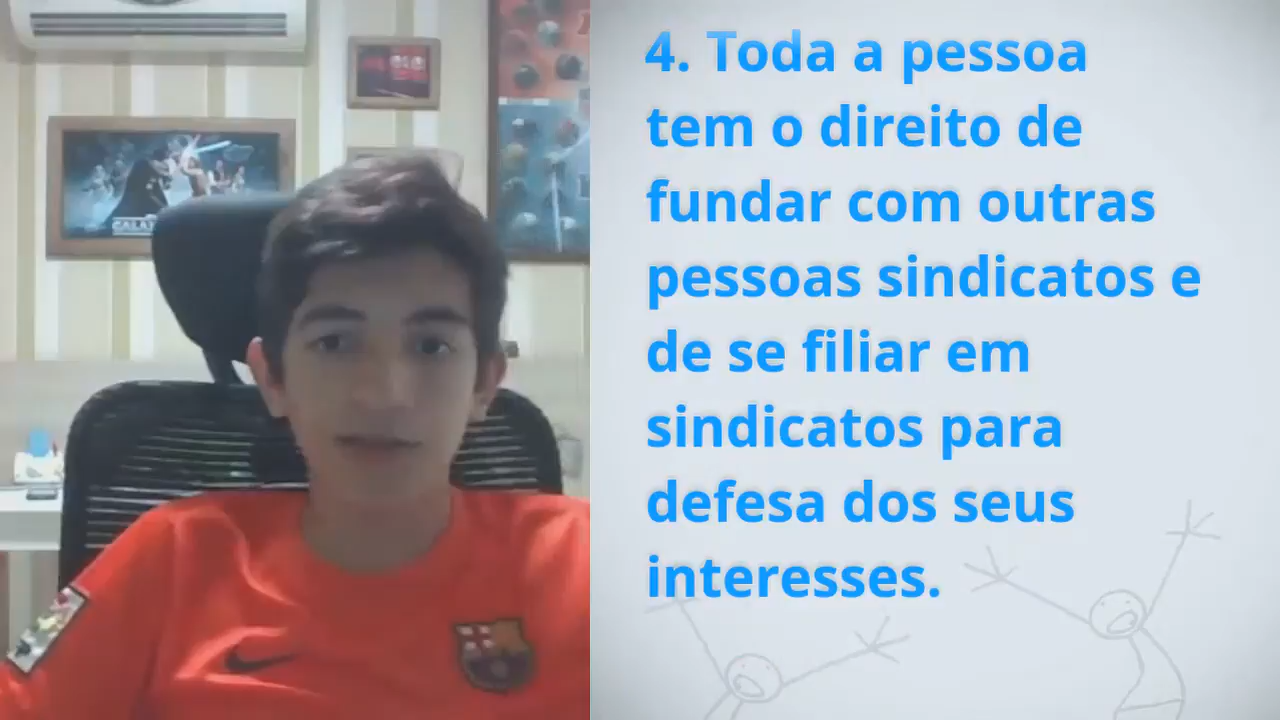 4. Toda a pessoa
tem o direito de
fundar com outras
pessoas sindicatos e
de se filiar em
sindicatos para
defesa dos seus
interesses.